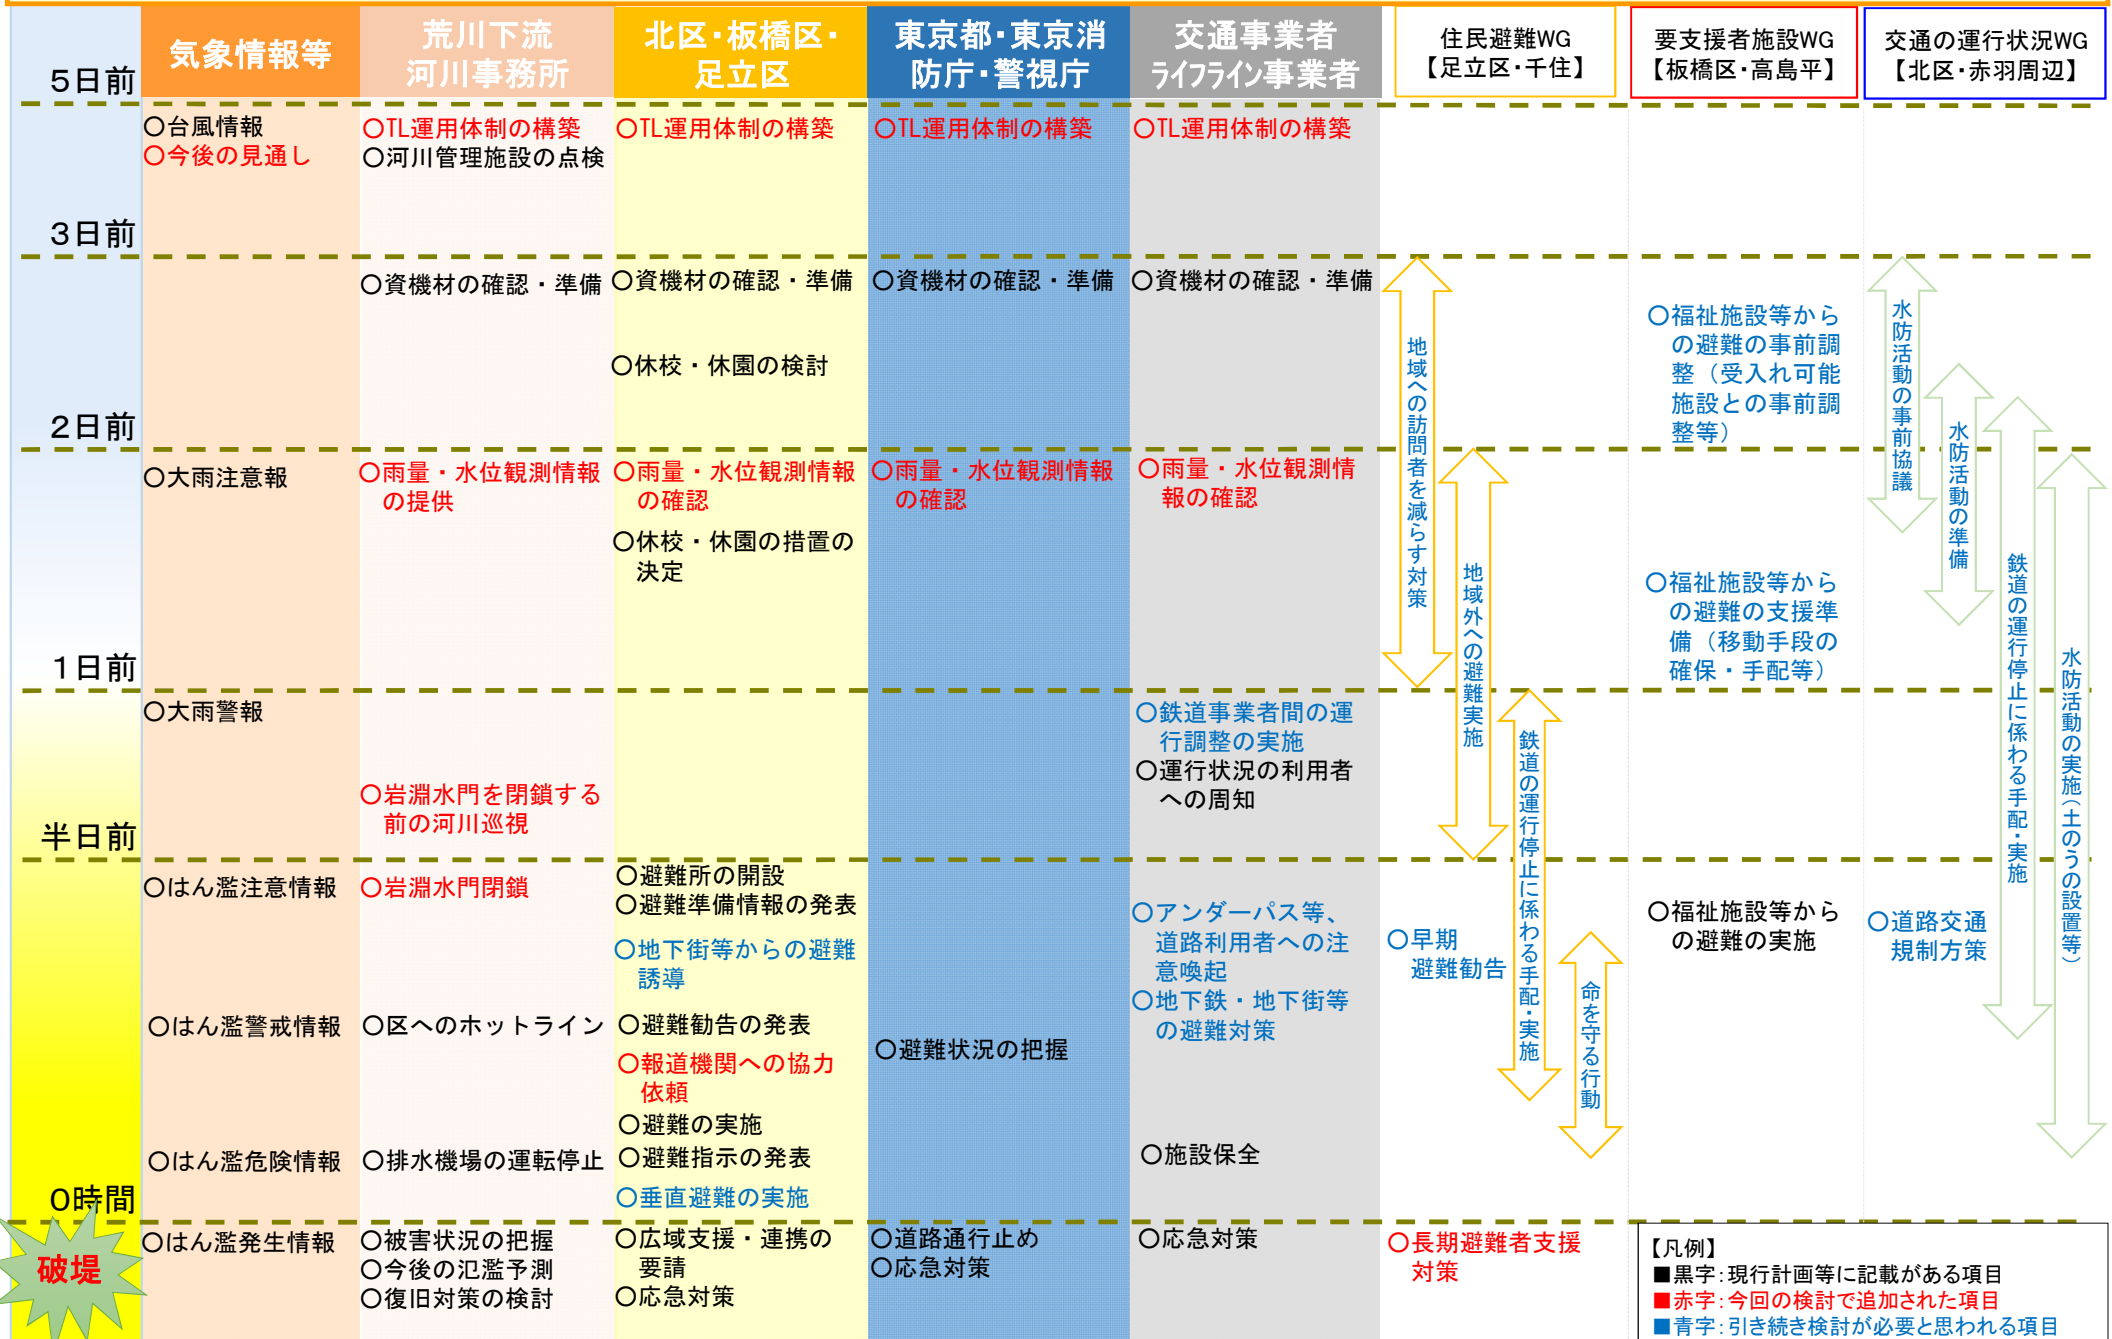 5日前
気象情報等
荒川下流
河川事務所
北区・板橋区・
足立区
東京都・東京消
防庁・警視庁
交通事業者
ライフライン事業者
住民避難WG
【足立区・千住】
要支援者施設WG
【板橋区・高島平】
交通の運行状況WG
【北区・赤羽周辺】
○台風情報
○今後の見通し
○TL運用体制の構築
○河川管理施設の点検
○TL運用体制の構築
○TL運用体制の構築
○TL運用体制の構築
3日前
○資機材の確認・準備
○資機材の確認・準備
○休校・休園の検討
○資機材の確認・準備
○資機材の確認・準備
地域への訪問者を減らす対策
○福祉施設等から
の避難の事前調
整（受入れ可能
施設との事前調
整等）
水防活動の事前協議
水防活動の準備
2日前
○大雨注意報
○雨量・水位観測情報
の提供
○雨量・水位観測情報
の確認
○休校・休園の措置の
決定
○雨量・水位観測情報
の確認
○雨量・水位観測情
報の確認
地域外への避難実施
○福祉施設等から
の避難の支援準
備（移動手段の
確保・手配等）
鉄道の運行停止に係わる手配・実施
水防活動の実施（土のうの設置等）
1日前
○大雨警報
○岩淵水門を閉鎖する
前の河川巡視
○鉄道事業者間の運
行調整の実施
○運行状況の利用者
への周知
鉄道の運行停止に係わる手配・実施
半日前
○はん濫注意情報
○岩淵水門閉鎖
○避難所の開設
○避難準備情報の発表
○地下街等からの避難
誘導
○アンダーパス等、
道路利用者への注
意喚起
○地下鉄・地下街等
の避難対策
○早期
避難勧告
命を守る行動
○福祉施設等から
の避難の実施
○道路交通
規制方策
○はん濫警戒情報
○区へのホットライン
○避難勧告の発表
○報道機関への協力
依頼
○避難の実施
○避難状況の把握
○はん濫危険情報
○排水機場の運転停止
○避難指示の発表
○垂直避難の実施
○施設保全
0時間
破堤
○はん濫発生情報
○被害状況の把握
○今後の氾濫予測
○復旧対策の検討
○広域支援・連携の
要請
○応急対策
○道路通行止め
○応急対策
○応急対策
○長期避難者支援
対策
【凡例】
■黒字：現行計画等に記載がある項目
■赤字：今回の検討で追加された項目
■青字：引き続き検討が必要と思われる項目